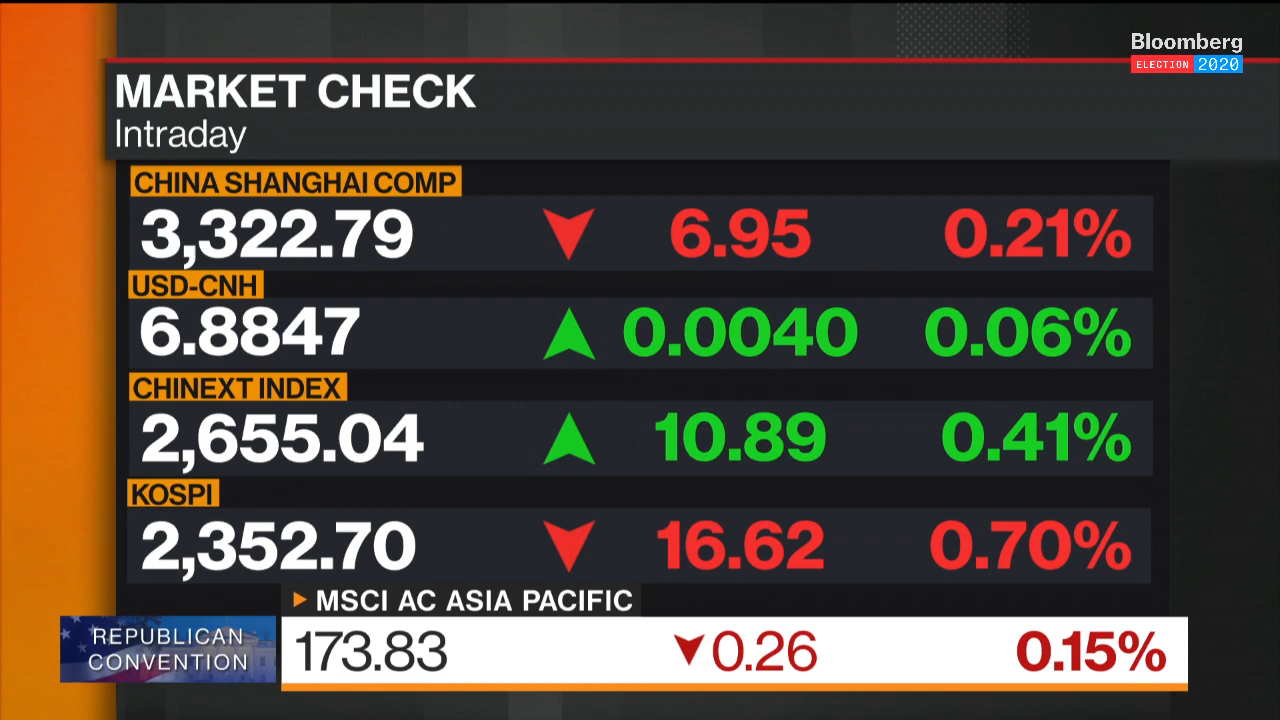 Bloomberg
ELECTION 2020
MARKET CHECK
Intraday
CHINA SHANGHAI COMP
3,322.79 6.95 0.21%
USD-CNH
6.8847 0.0040 0.06%
CHINEXT INDEX
2,655.04 10.89 0.41%
KOSPI
2,352.70 16.62 0.70%
MSCI AC ASIA PACIFIC
173.83 0.26 0.15%
REPUBLICAN
CONVENTION